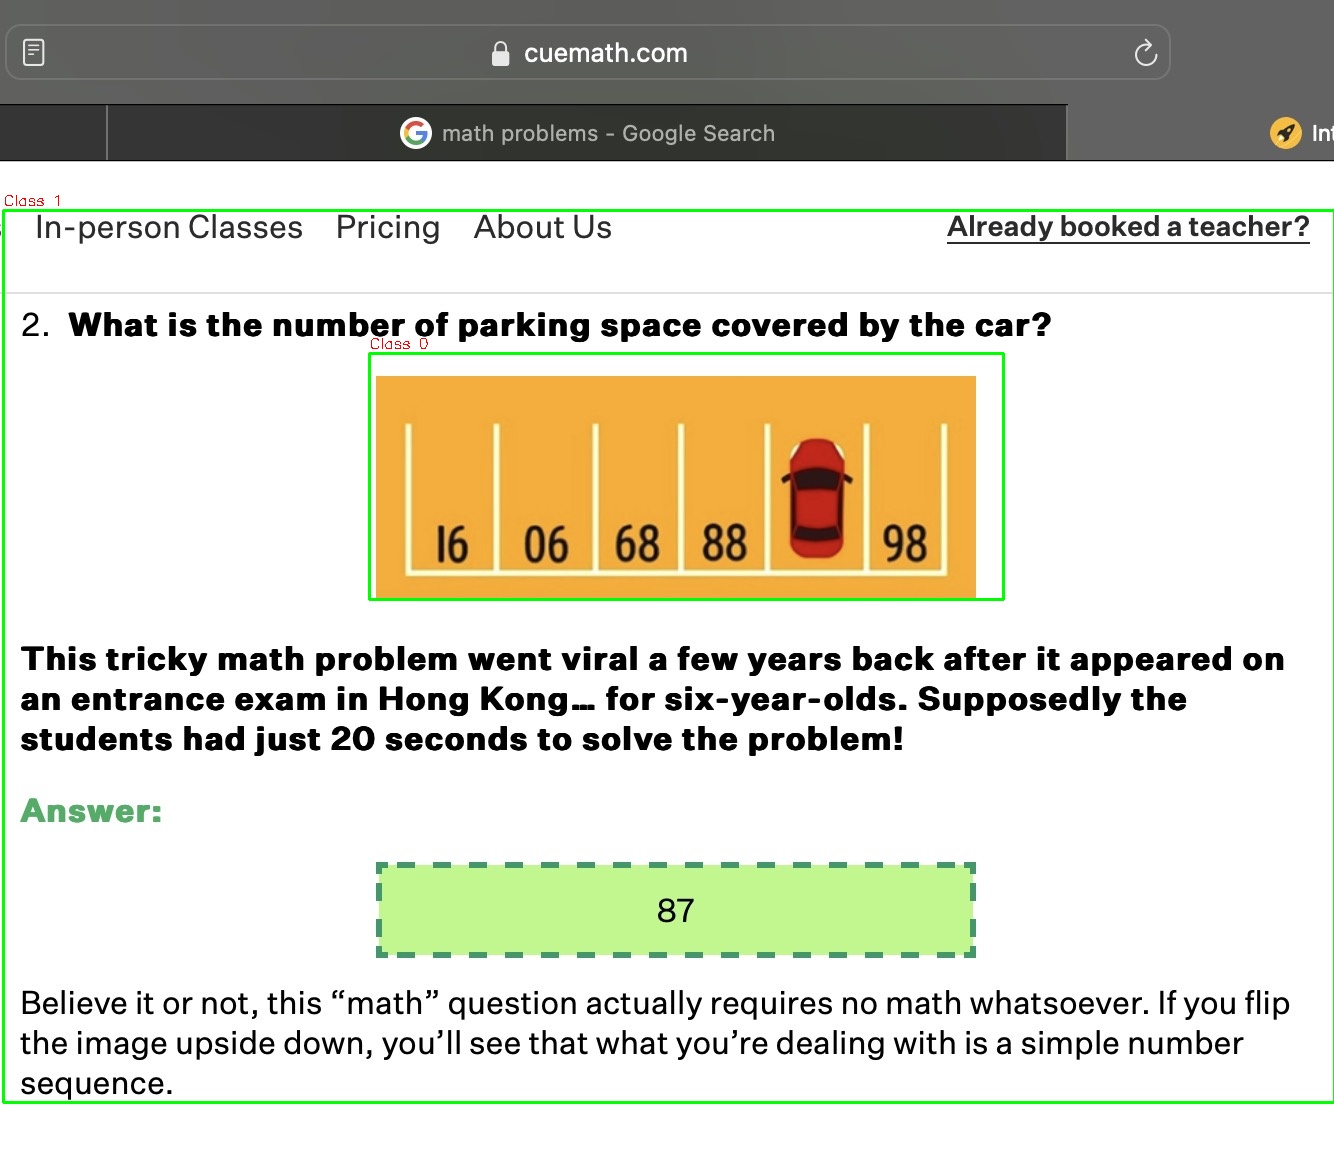 cuemath.com
math problems - Google Search
Int
Class 1
In-person Classes Pricing About Us Already booked a teacher?
2. What is the number of parking space covered by the car?
Class 0
16 06 68 88 98
This tricky math problem went viral a few years back after it appeared on
an entrance exam in Hong Kong... for six-year-olds. Supposedly the
students had just 20 seconds to solve the problem!
Answer:
87
Believe it or not, this “math” question actually requires no math whatsoever. If you flip
the image upside down, you’ll see that what you’re dealing with is a simple number
sequence.